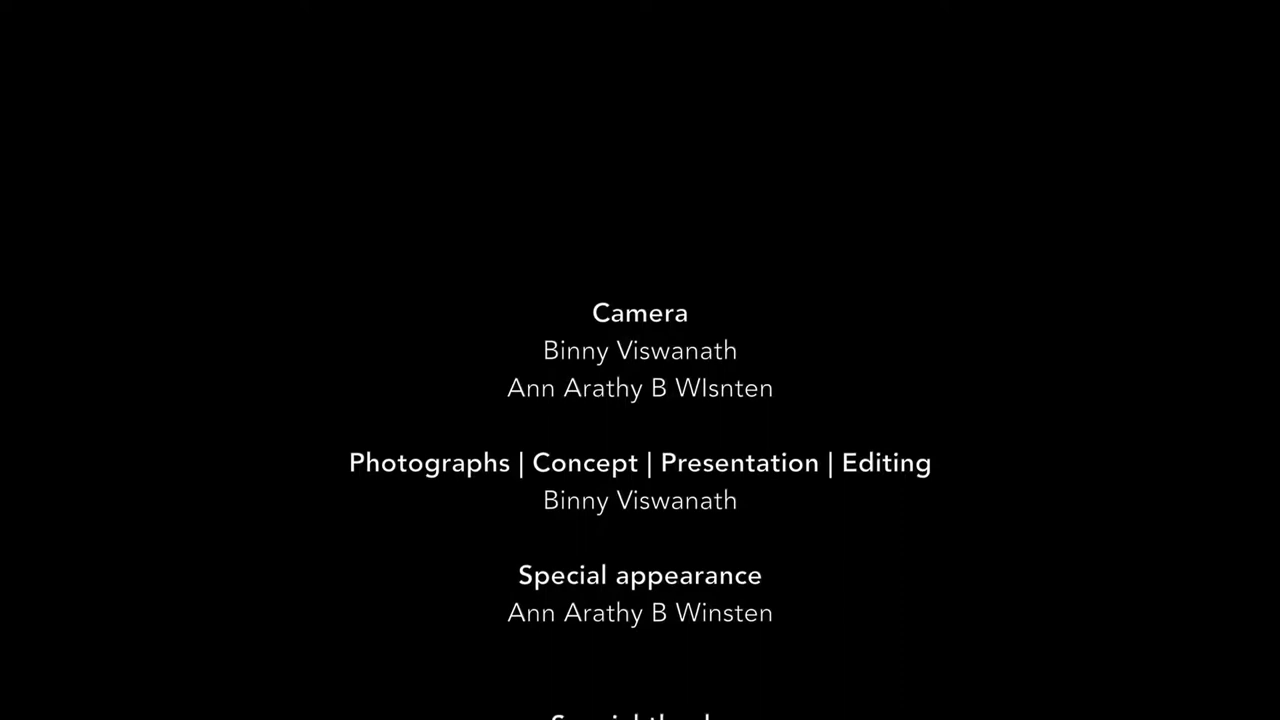 Camera
Binny Viswanath
Ann Arathy B WIsnten
Photographs | Concept | Presentation | Editing
Binny Viswanath
Special appearance
Ann Arathy B Winsten